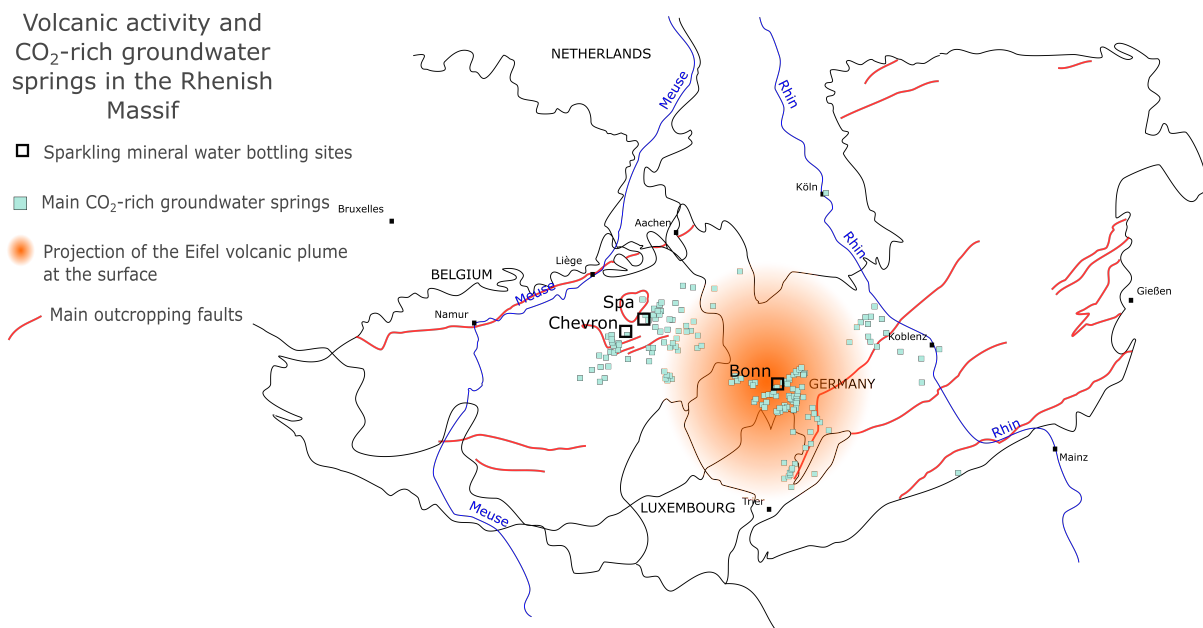 Volcanic activity and
CO₂-rich groundwater
springs in the Rhenish
Massif
Sparkling mineral water bottling sites
Main CO₂-rich groundwater springs
Projection of the Eifel volcanic plume
at the surface
Main outcropping faults
NETHERLANDS
Meuse
Rhin
Köln
Bruxelles
Aachen
Rhin
Liège
BELGIUM
Meuse
Gießen
Spa
Namur
Chevron
Koblenz
Bonn
GERMANY
Rhin
Mainz
Trier
LUXEMBOURG
Meuse